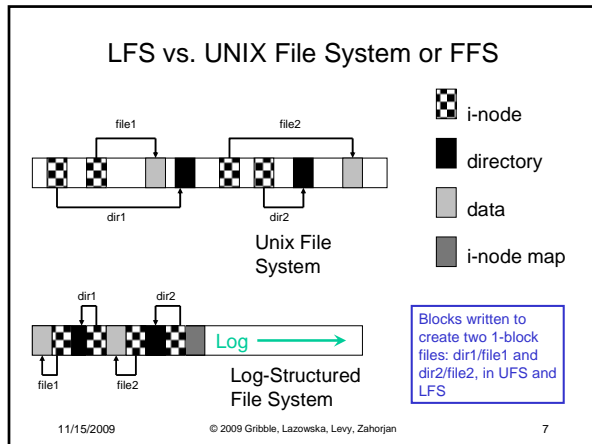 LFS vs. UNIX File System or FFS
file1
file2
dir1
dir2
Unix File
System
i-node
directory
data
i-node map
dir1
dir2
Log
file1
file2
Log-Structured
File System
Blocks written to
create two 1-block
files: dir1/file1 and
dir2/file2, in UFS and
LFS
11/15/2009
© 2009 Gribble, Lazowska, Levy, Zahorjan
7